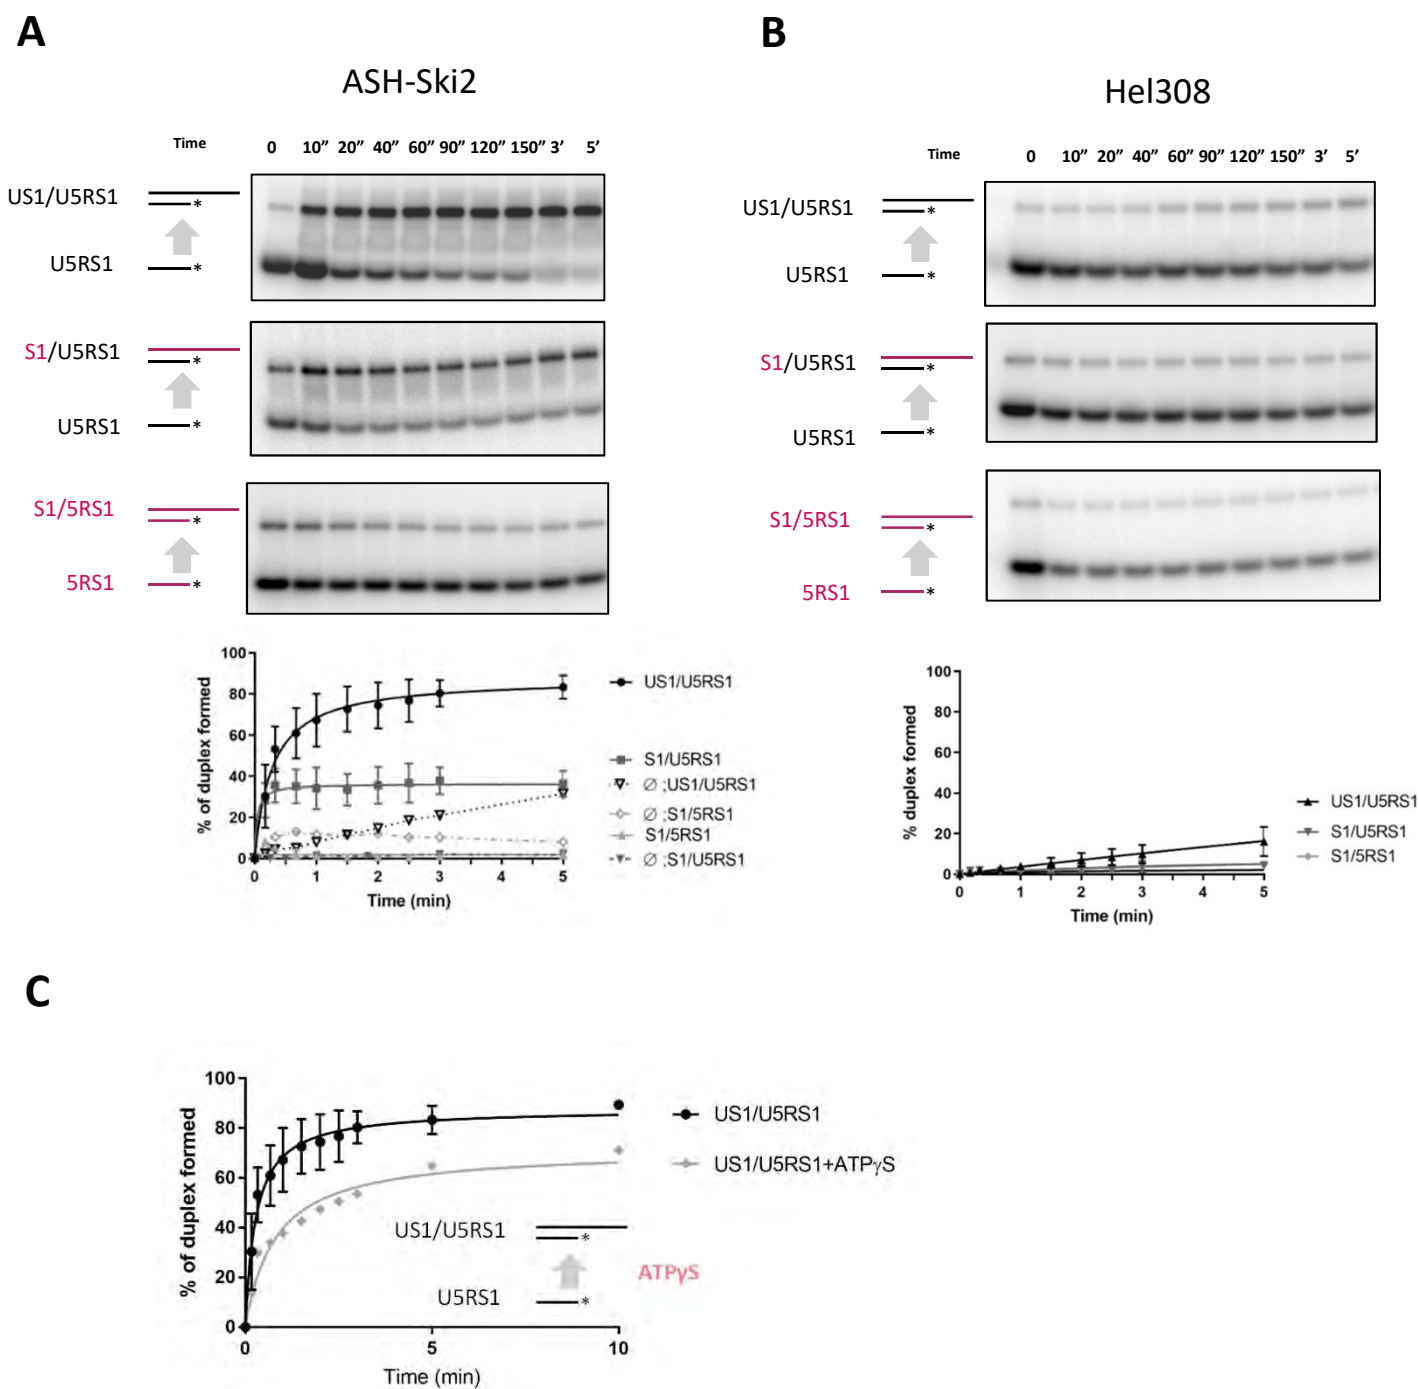 A
ASH-Ski2
Time 0 10” 20” 40” 60” 90” 120” 150” 3’ 5’
US1/U5RS1
*
U5RS1 *
S1/U5RS1
*
U5RS1 *
S1/5RS1
*
5RS1 *
% of duplex formed
100
80
60
40
20
0
0 1 2 3 4 5
Time (min)
US1/U5RS1
S1/U5RS1
∅ ;US1/U5RS1
∅ ;S1/5RS1
S1/5RS1
∅ ;S1/U5RS1
B
Hel308
Time 0 10” 20” 40” 60” 90” 120” 150” 3’ 5’
US1/U5RS1
*
U5RS1 *
S1/U5RS1
*
U5RS1 *
S1/5RS1
*
5RS1 *
% duplex formed
100
80
60
40
20
0
0 1 2 3 4 5
Time (min)
US1/U5RS1
S1/U5RS1
S1/5RS1
C
% of duplex formed
100
80
60
40
20
0
0 5 10
Time (min)
US1/U5RS1
US1/U5RS1+ATPγS
US1/U5RS1
*
ATPγS
U5RS1 *